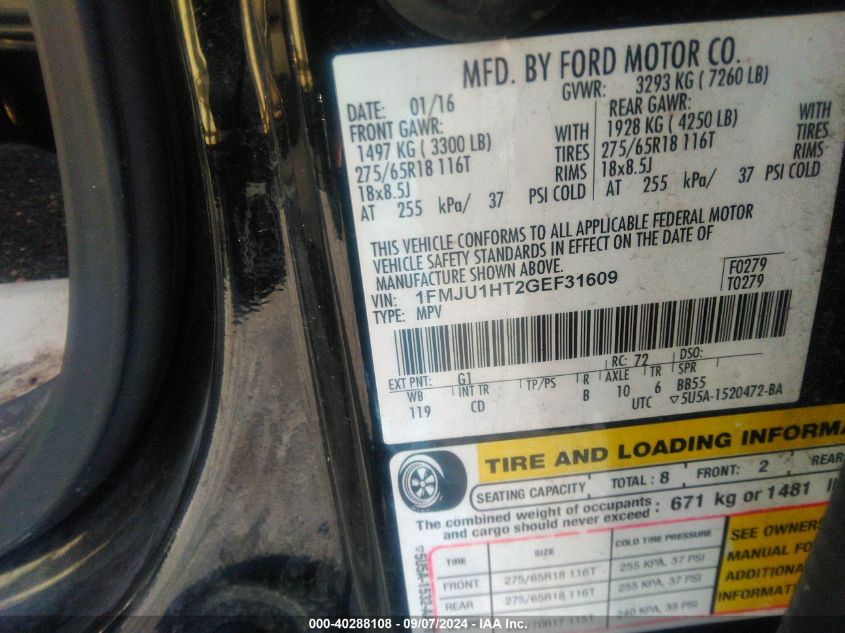 MFD. BY FORD MOTOR CO.
DATE: 01/16 GVWR: 3293 KG ( 7260 LB)
FRONT GAWR: REAR GAWR:
1497 KG ( 3300 LB) WITH 1928 KG ( 4250 LB) WITH
275/65R18 116T TIRES 275/65R18 116T TIRES
18x8.5J RIMS 18x8.5J RIMS
AT 255 kPa/ 37 PSI COLD AT 255 kPa/ 37 PSI COLD
THIS VEHICLE CONFORMS TO ALL APPLICABLE FEDERAL MOTOR
VEHICLE SAFETY STANDARDS IN EFFECT ON THE DATE OF
MANUFACTURE SHOWN ABOVE.
VIN: 1FMJU1HT2GEF31609 F0279
TYPE: MPV T0279
EXT PNT: G1 RC: 72 DSO:
WB INT TR TP/PS R AXLE TR SPR
119 CD B 10 6 BB55
UTC ▽5U5A-1520472-BA
TIRE AND LOADING
SEATING CAPACITY TOTAL : 8 FRONT: 2 REAR
The combined weight of occupants
and cargo should never exceed : 671 kg or 1481
TIRE SIZE COLD TIRE PRESSURE
FRONT 275/65R18 116T 255 KPA, 37 PSI
REAR 275/65R18 116T 255 KPA, 37 PSI
240 KPA, 35 PSI
SEE OWNERS
MANUAL
ADDITIONAL
000-40288108 - 09/07/2024 - IAA Inc.